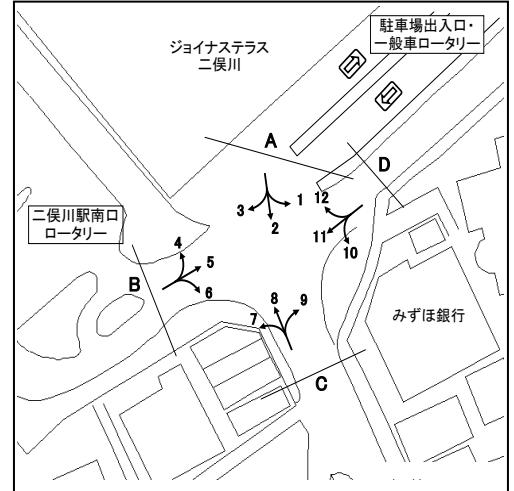 駐車場出入口・
一般車ロータリー
ジョイナステラス
二俣川
A
D
1
2
3
12
11
10
二俣川駅南口
ロータリー
4
5
6
B
7
8
9
みずほ銀行
C